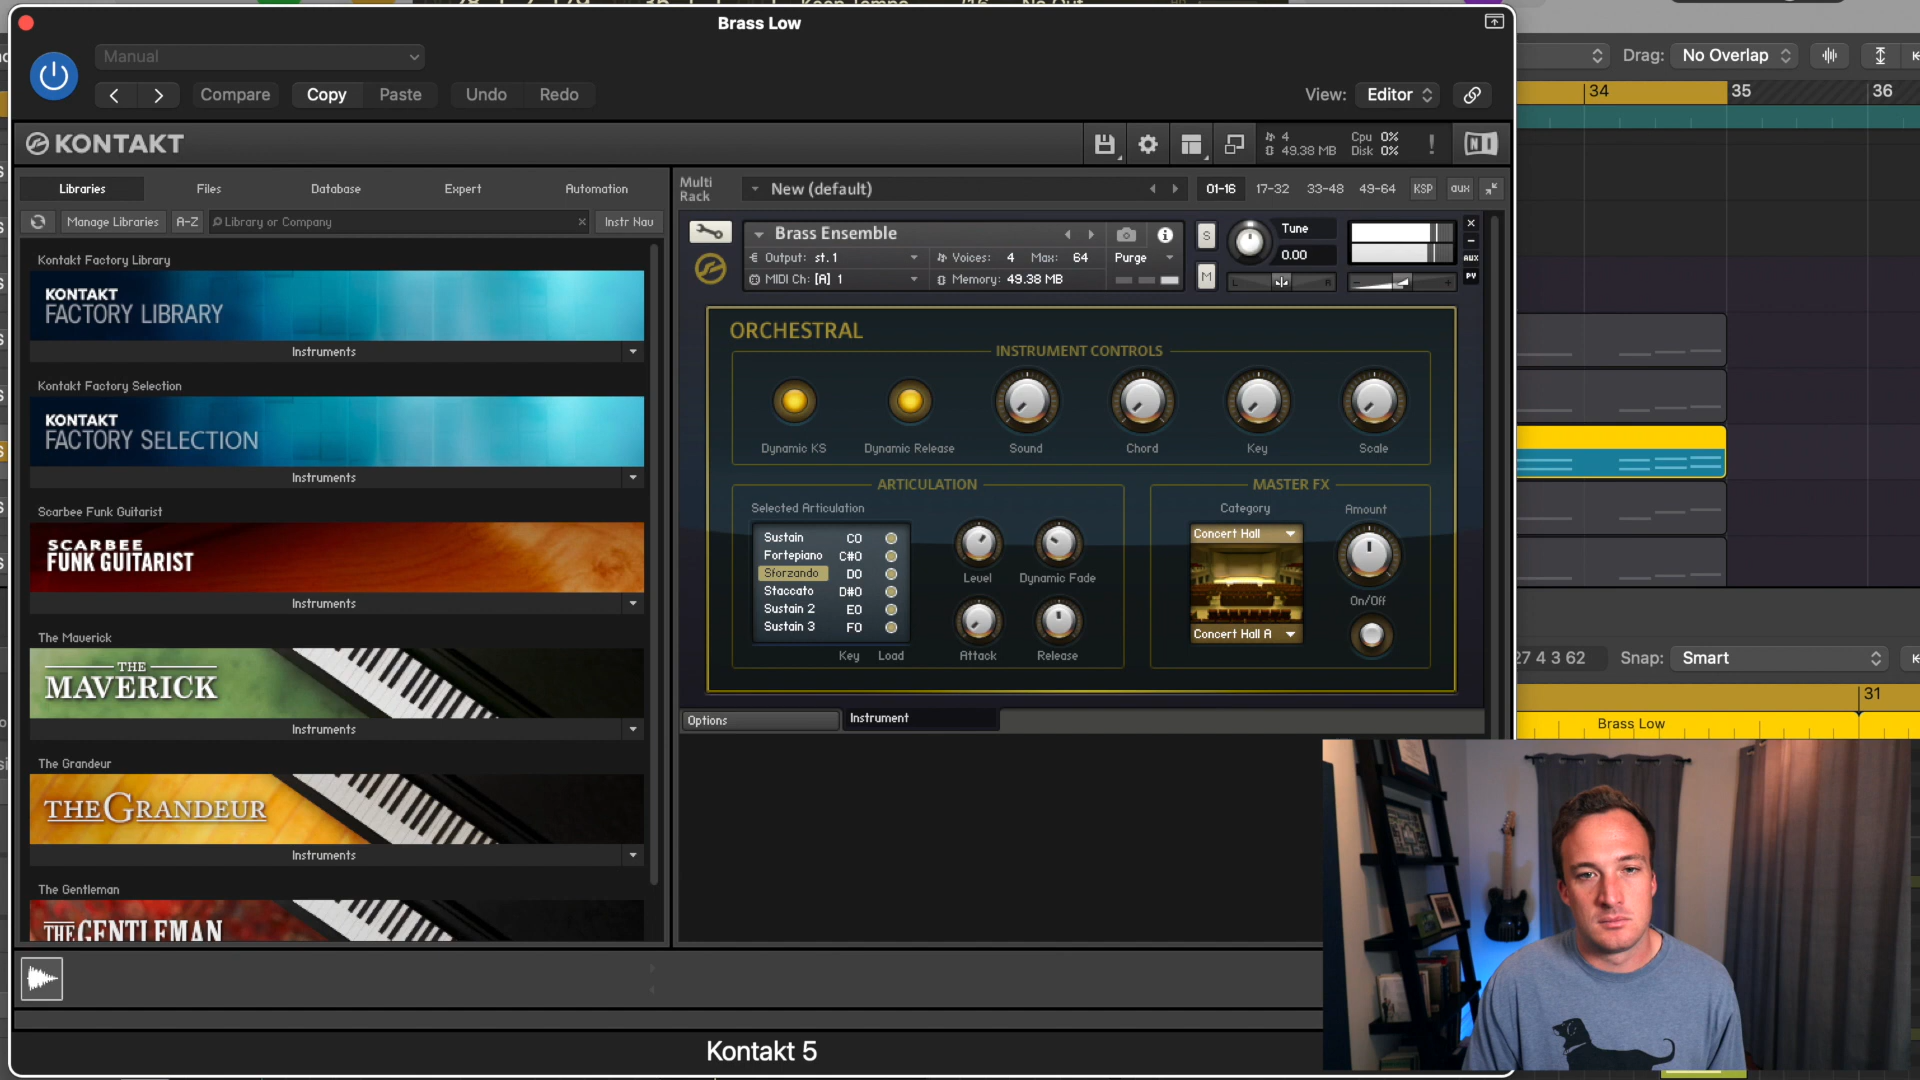 Brass Low
Manual
Compare
Copy
Paste
Undo
Redo
View:
Editor
Drag:
No Overlap
34
35
36
KONTAKT
4
49.38 MB
Cpu 0%
Disk 0%
!
NI
Libraries
Files
Database
Expert
Automation
Manage Libraries
A-Z
Library or Company
Instr Nav
Multi
Rack
New (default)
01-16
17-32
33-48
49-64
KSP
aux
Kontakt Factory Library
KONTAKT
FACTORY LIBRARY
Instruments
Kontakt Factory Selection
KONTAKT
FACTORY SELECTION
Instruments
Scarbee Funk Guitarist
SCARBEE
FUNK GUITARIST
Instruments
The Maverick
THE
MAVERICK
Instruments
The Grandeur
THE GRANDEUR
Instruments
The Gentleman
THE GENTLEMAN
Brass Ensemble
Output: st.1
Voices: 4 Max: 64
Purge
MIDI Ch: [A] 1
Memory: 49.38 MB
S
M
Tune
0.00
L
R
AUX
PV
ORCHESTRAL
INSTRUMENT CONTROLS
Dynamic KS
Dynamic Release
Sound
Chord
Key
Scale
ARTICULATION
Selected Articulation
Sustain C0
Fortepiano C#0
Sforzando D0
Staccato D#0
Sustain 2 E0
Sustain 3 F0
Key
Load
Level
Dynamic Fade
Attack
Release
MASTER FX
Category
Concert Hall
Concert Hall A
Amount
On/Off
Options
Instrument
27 4 3 62
Snap:
Smart
31
Brass Low
Kontakt 5